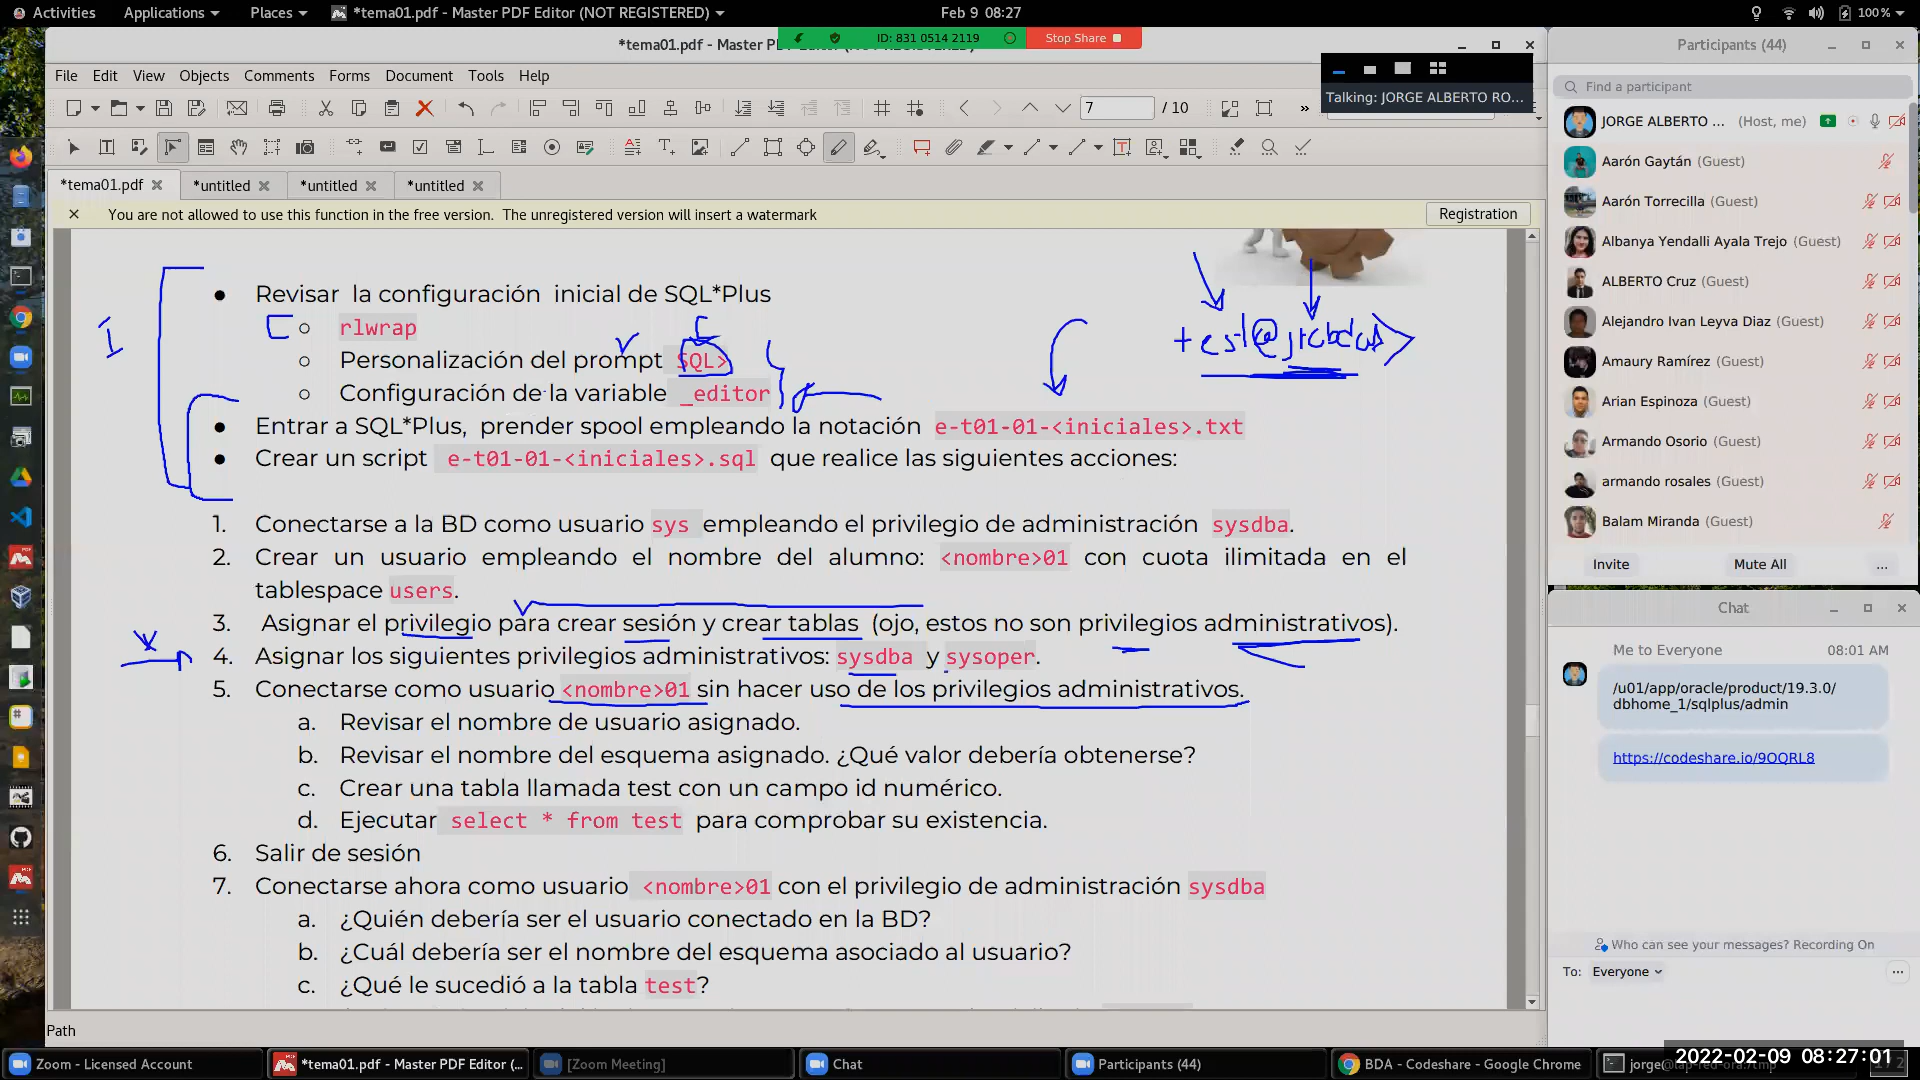 Activities Applications Places *tema01.pdf - Master PDF Editor (NOT REGISTERED) Feb 9 08:27 100%
*tema01.pdf - Master P
ID: 831 0514 2119 Stop Share
Talking: JORGE ALBERTO RO...
File Edit View Objects Comments Forms Document Tools Help
7 / 10
*tema01.pdf *untitled *untitled *untitled
You are not allowed to use this function in the free version. The unregistered version will insert a watermark
Registration
Revisar la configuración inicial de SQL*Plus
rlwrap
Personalización del prompt SQL>
Configuración de la variable _editor
Entrar a SQL*Plus, prender spool empleando la notación e-t01-01-<iniciales>.txt
Crear un script e-t01-01-<iniciales>.sql que realice las siguientes acciones:
1. Conectarse a la BD como usuario sys empleando el privilegio de administración sysdba.
2. Crear un usuario empleando el nombre del alumno: <nombre>01 con cuota ilimitada en el
tablespace users.
3. Asignar el privilegio para crear sesión y crear tablas (ojo, estos no son privilegios administrativos).
4. Asignar los siguientes privilegios administrativos: sysdba y sysoper.
5. Conectarse como usuario <nombre>01 sin hacer uso de los privilegios administrativos.
a. Revisar el nombre de usuario asignado.
b. Revisar el nombre del esquema asignado. ¿Qué valor debería obtenerse?
c. Crear una tabla llamada test con un campo id numérico.
d. Ejecutar select * from test para comprobar su existencia.
6. Salir de sesión
7. Conectarse ahora como usuario <nombre>01 con el privilegio de administración sysdba
a. ¿Quién debería ser el usuario conectado en la BD?
b. ¿Cuál debería ser el nombre del esquema asociado al usuario?
c. ¿Qué le sucedió a la tabla test?
Path
Participants (44)
Find a participant
JORGE ALBERTO ... (Host, me)
Aarón Gaytán (Guest)
Aarón Torrecilla (Guest)
Albanya Yendalli Ayala Trejo (Guest)
ALBERTO Cruz (Guest)
Alejandro Ivan Leyva Diaz (Guest)
Amaury Ramírez (Guest)
Arian Espinoza (Guest)
Armando Osorio (Guest)
armando rosales (Guest)
Balam Miranda (Guest)
Invite Mute All ...
Chat
Me to Everyone 08:01 AM
/u01/app/oracle/product/19.3.0/
dbhome_1/sqlplus/admin
https://codeshare.io/9OQRL8
Who can see your messages? Recording On
To: Everyone
Zoom - Licensed Account *tema01.pdf - Master PDF Editor (... [Zoom Meeting] Chat Participants (44) BDA - Codeshare - Google Chrome
2022-02-09 08:27:01